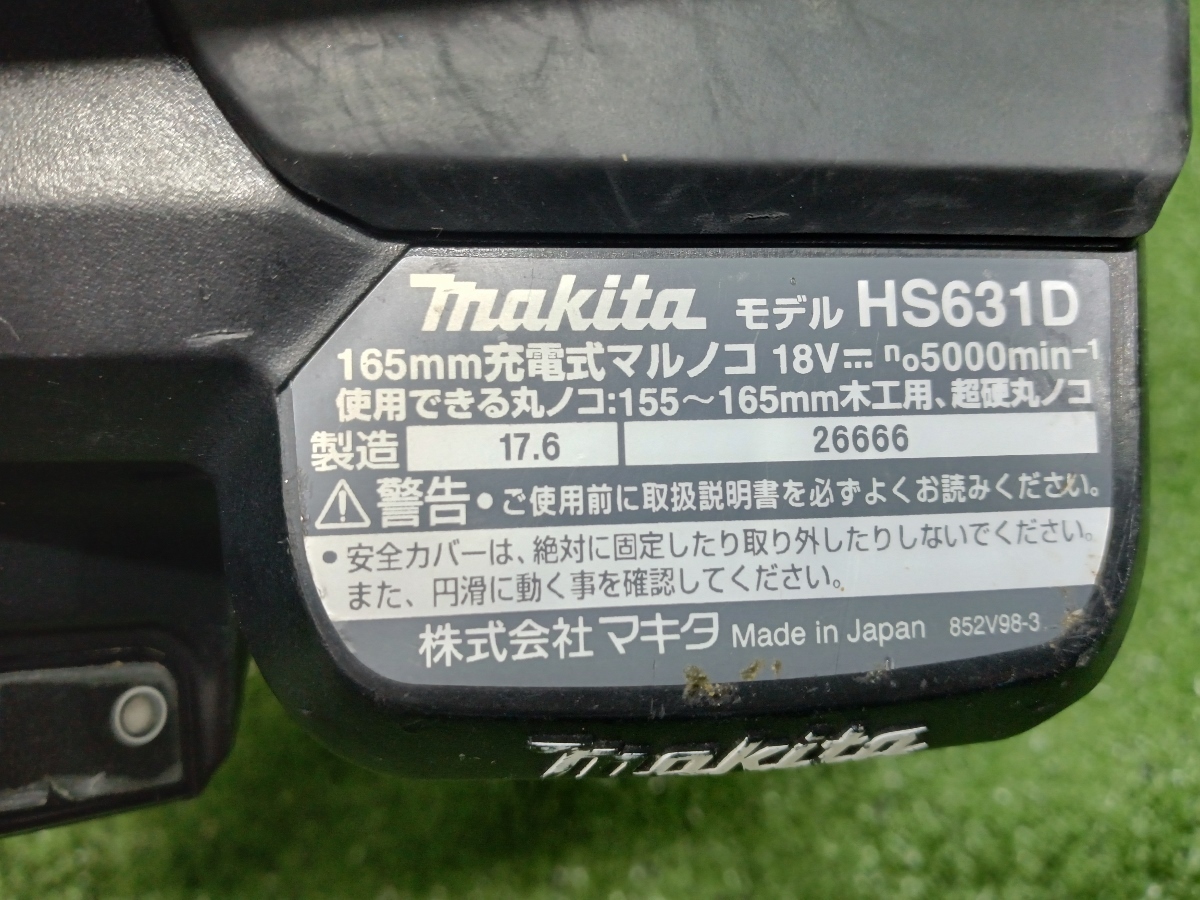 makita モデル HS631D
165mm充電式マルノコ 18V⎓ n₀5000min⁻¹
使用できる丸ノコ:155～165mm木工用、超硬丸ノコ
製造 17.6 26666
⚠警告・ご使用前に取扱説明書を必ずよくお読みください。
・安全カバーは、絶対に固定したり取り外したりしないでください。
また、円滑に動く事を確認してください。
株式会社マキタ Made in Japan 852V98-3
makita